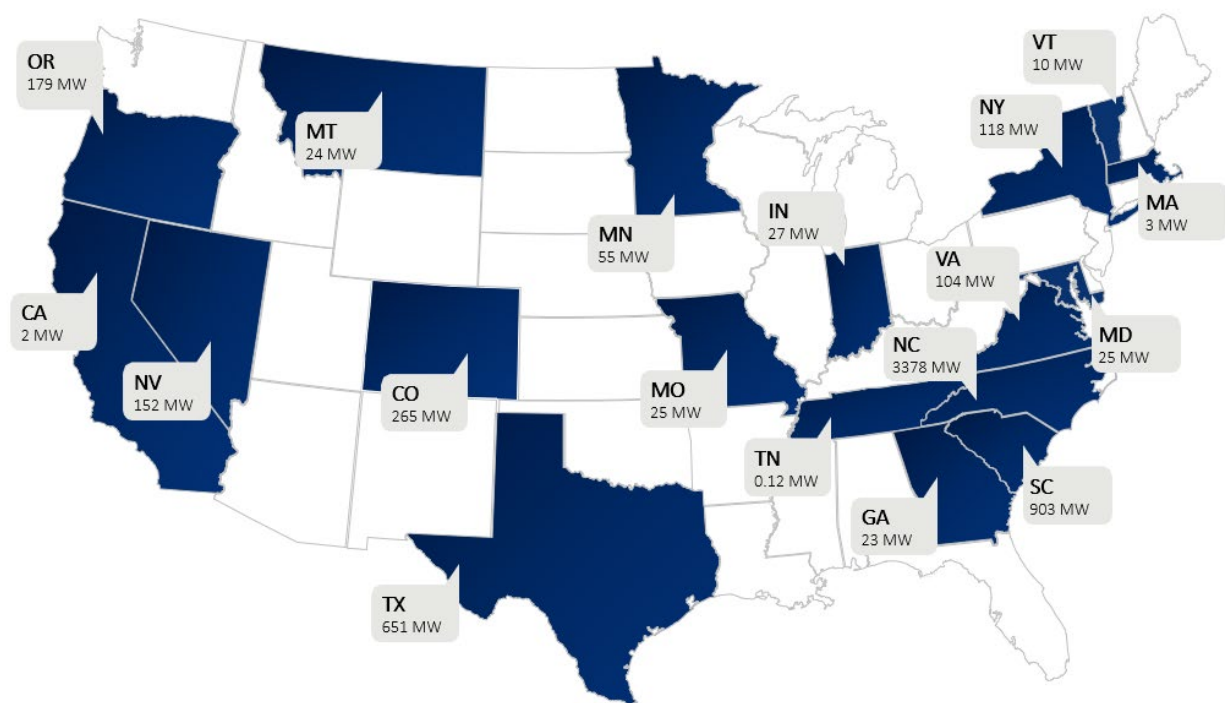 OR
179 MW
MT
24 MW
VT
10 MW
NY
118 MW
MA
3 MW
IN
27 MW
MN
55 MW
VA
104 MW
CA
2 MW
NV
152 MW
CO
265 MW
MO
25 MW
NC
3378 MW
MD
25 MW
TN
0.12 MW
GA
23 MW
SC
903 MW
TX
651 MW